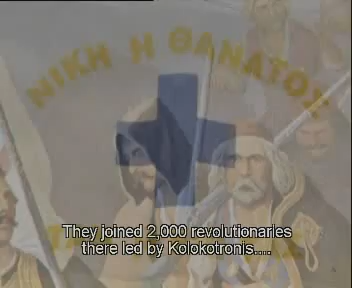 ΝΙΚΗ Η ΘΑΝΑΤΟΣ
They joined 2,000 revolutionaries
there led by Kolokotronis....